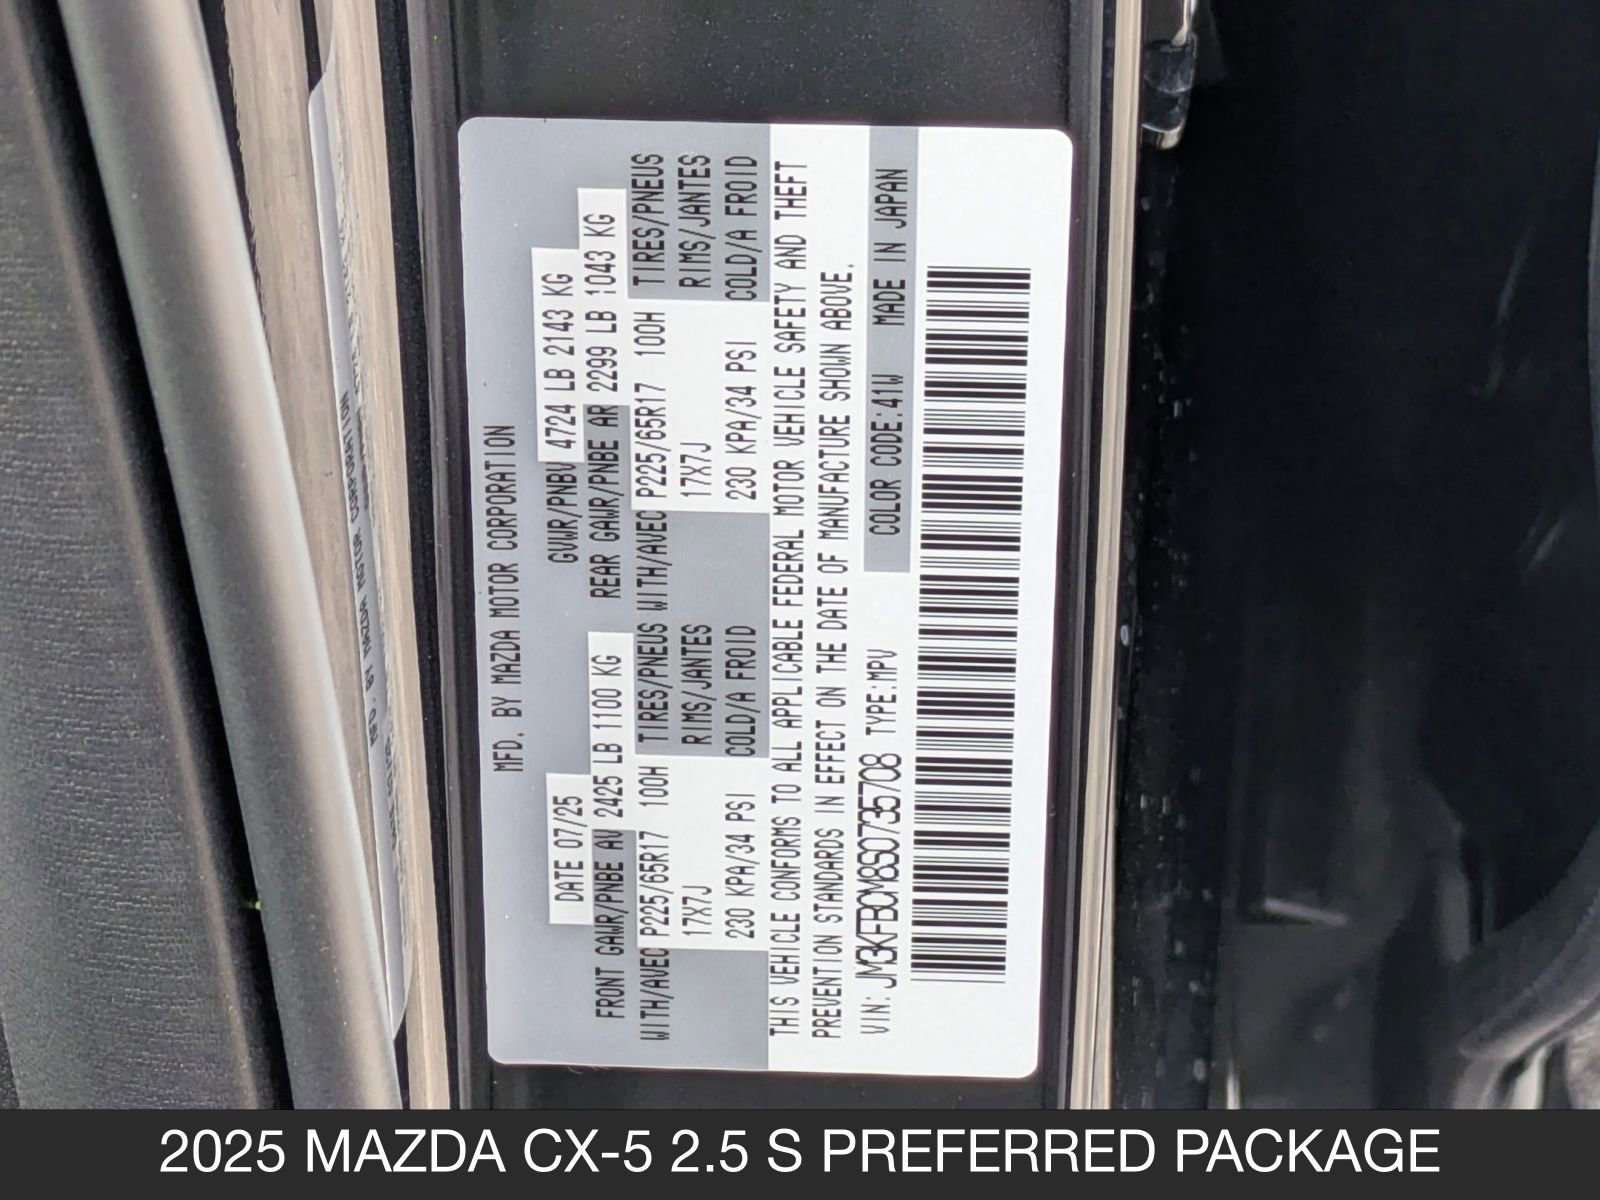 MFD. BY MAZDA MOTOR CORPORATION
DATE 07/25 GVWR/PNBV 4724 LB 2143 KG
FRONT GAWR/PNBE AV 2425 LB 1100 KG REAR GAWR/PNBE AR 2299 LB 1043 KG
WITH/AVEC P225/65R17 100H TIRES/PNEUS WITH/AVEC P225/65R17 100H TIRES/PNEUS
17X7J RIMS/JANTES 17X7J RIMS/JANTES
230 KPA/34 PSI COLD/A FROID 230 KPA/34 PSI COLD/A FROID
THIS VEHICLE CONFORMS TO ALL APPLICABLE FEDERAL MOTOR VEHICLE SAFETY AND THEFT
PREVENTION STANDARDS IN EFFECT ON THE DATE OF MANUFACTURE SHOWN ABOVE.
VIN: JM3KFBCM8S0735708 TYPE:MPV COLOR CODE:41W MADE IN JAPAN
2025 MAZDA CX-5 2.5 S PREFERRED PACKAGE